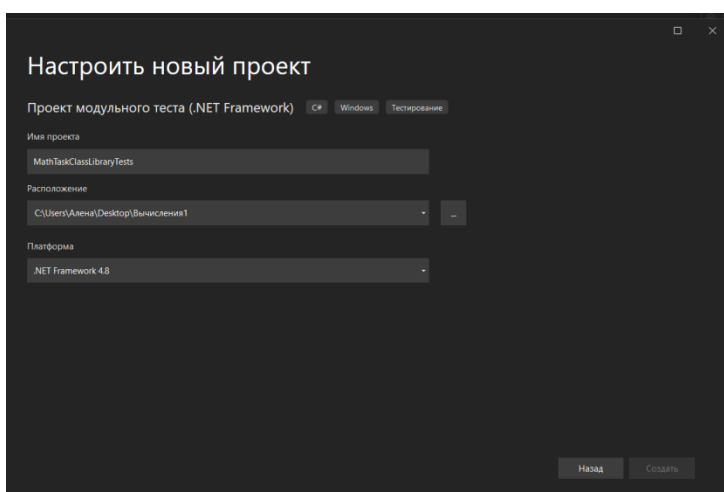 Настроить новый проект
Проект модульного теста (.NET Framework) C# Windows Тестирование
Имя проекта
MathTaskClassLibraryTests
Расположение
C:\Users\Алена\Desktop\Вычисления1 ...
Платформа
.NET Framework 4.8
Назад Создать